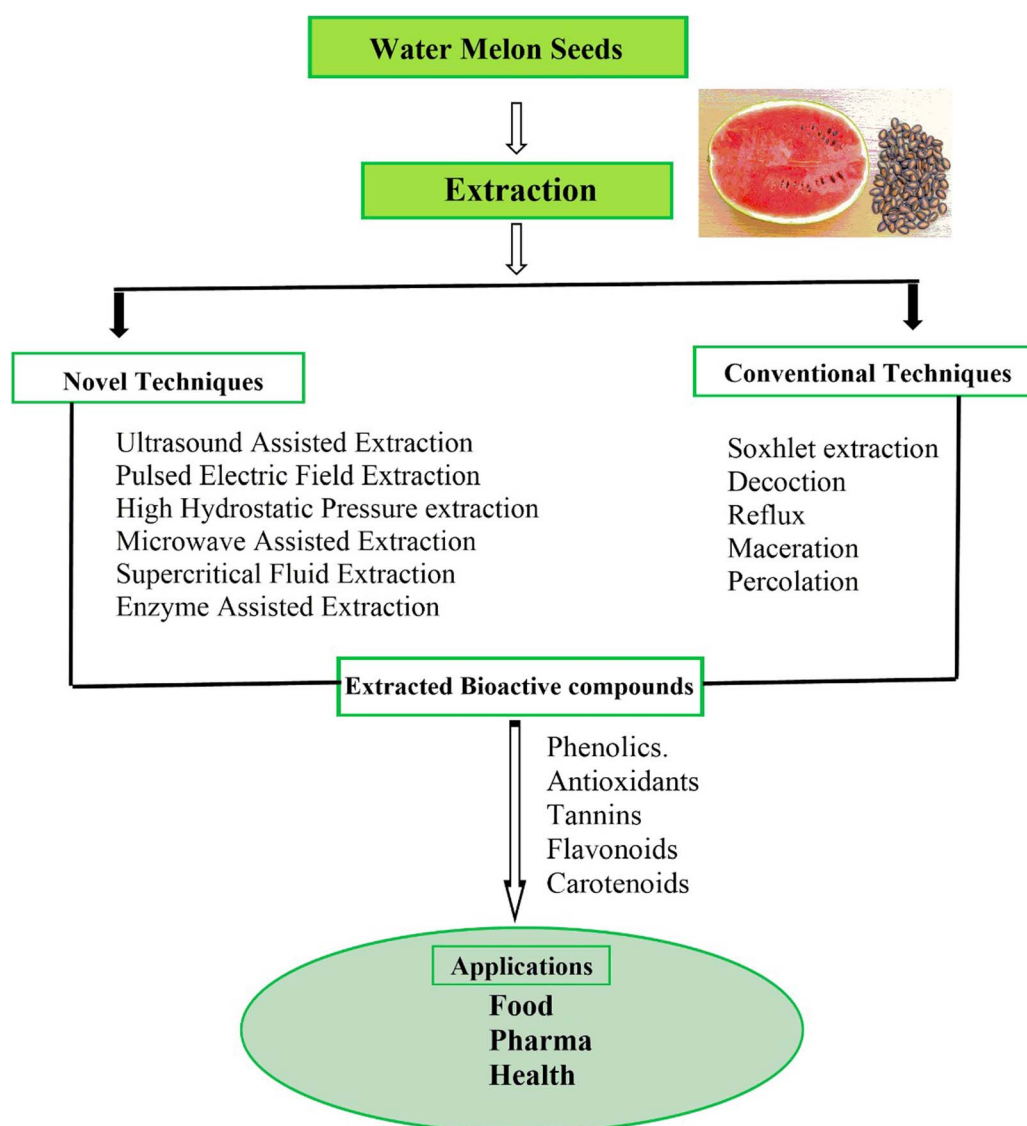 Water Melon Seeds
Extraction
Novel Techniques
Ultrasound Assisted Extraction
Pulsed Electric Field Extraction
High Hydrostatic Pressure extraction
Microwave Assisted Extraction
Supercritical Fluid Extraction
Enzyme Assisted Extraction
Conventional Techniques
Soxhlet extraction
Decoction
Reflux
Maceration
Percolation
Extracted Bioactive compounds
Phenolics.
Antioxidants
Tannins
Flavonoids
Carotenoids
Applications
Food
Pharma
Health